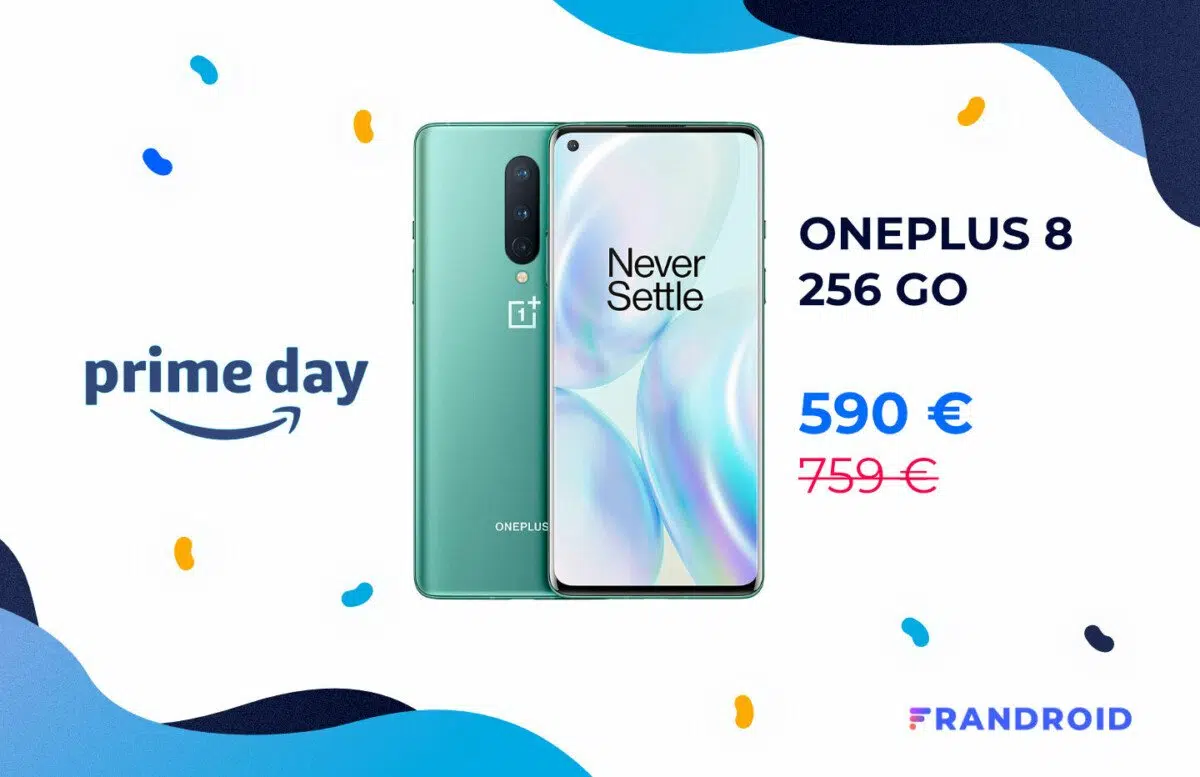 prime day
ONEPLUS
Never
Settle
ONEPLUS 8
256 GO
590 €
759 €
FRANDROID